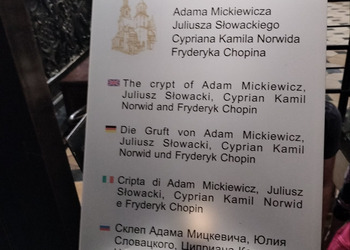 Adama Mickiewicza
Juliusza Słowackiego
Cypriana Kamila Norwida
Fryderyka Chopina
The crypt of Adam Mickiewicz,
Juliusz Słowacki, Cyprian Kamil
Norwid and Fryderyk Chopin
Die Gruft von Adam Mickiewicz,
Juliusz Słowacki, Cyprian Kamil
Norwid und Fryderyk Chopin
Cripta di Adam Mickiewicz, Juliusz
Słowacki, Cyprian Kamil Norwid
e Fryderyk Chopin
Склеп Адама Мицкевича, Юлия
Словацкого, Циприана